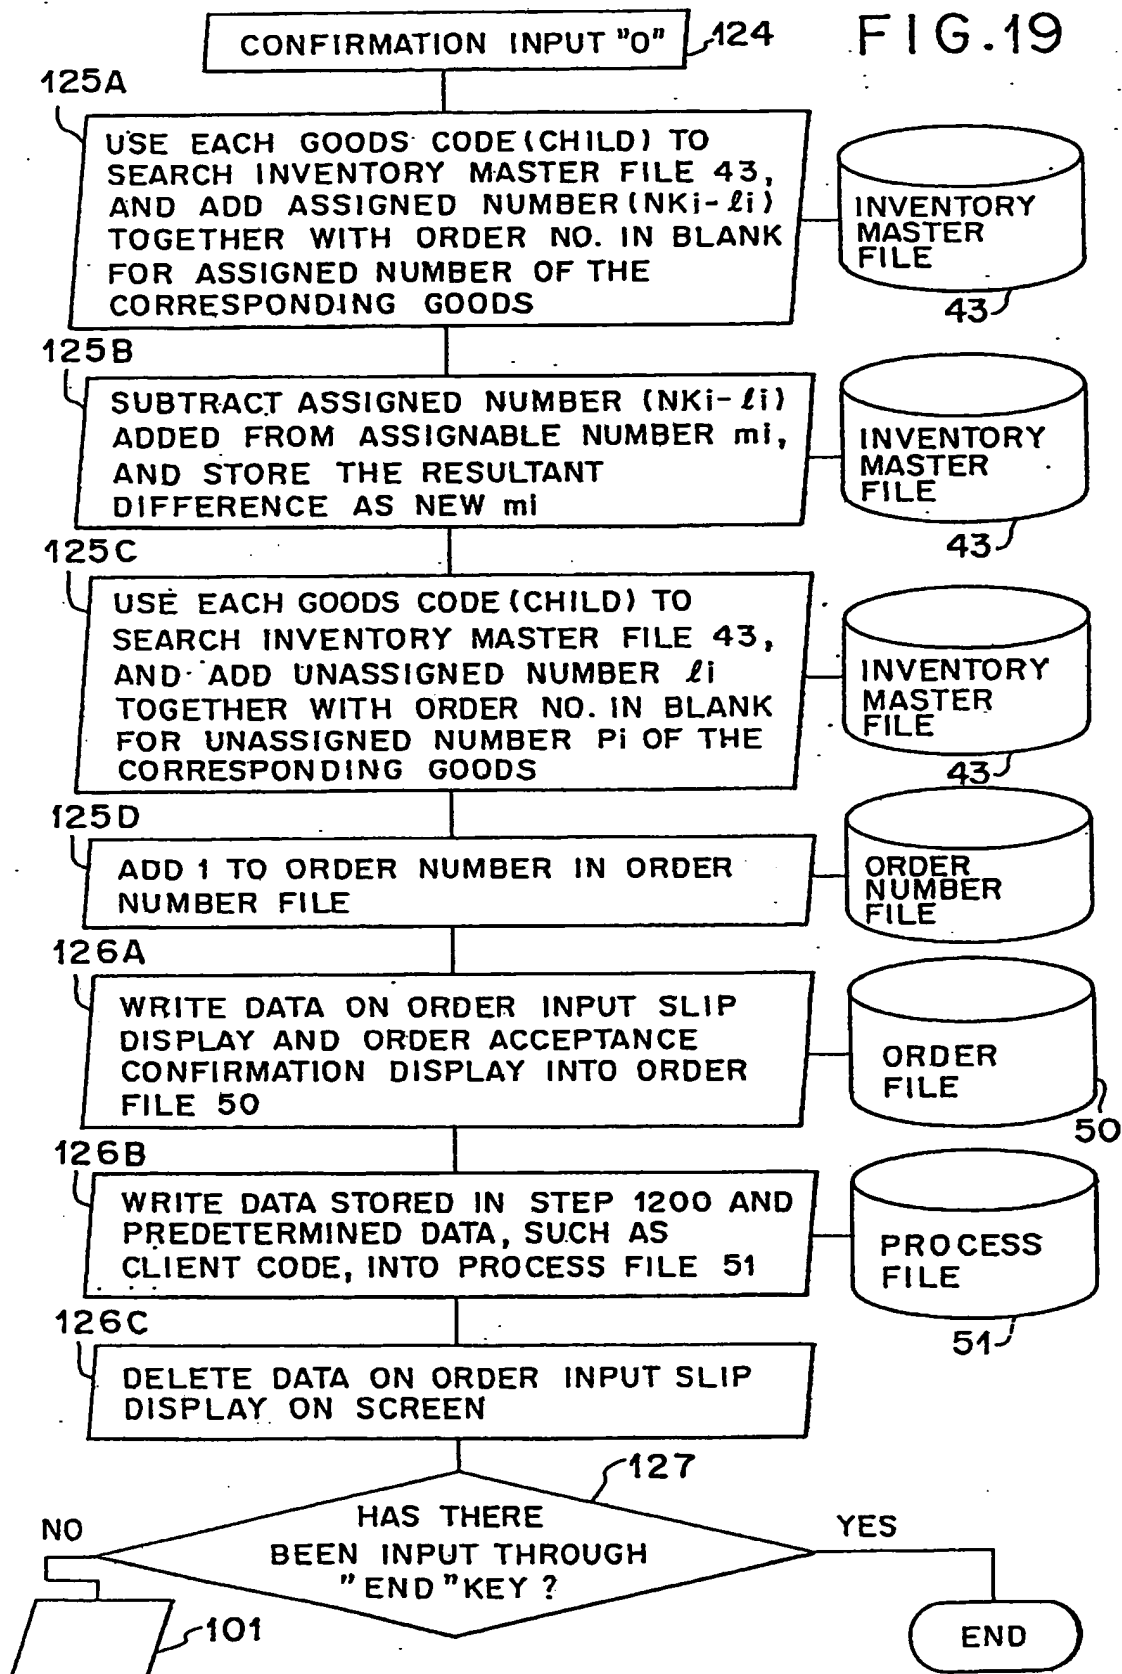 FIG.19
CONFIRMATION INPUT "0"
124
125A
USE EACH GOODS CODE (CHILD) TO
SEARCH INVENTORY MASTER FILE 43,
AND ADD ASSIGNED NUMBER (NKi-ℓi)
TOGETHER WITH ORDER NO. IN BLANK
FOR ASSIGNED NUMBER OF THE
CORRESPONDING GOODS
INVENTORY
MASTER
FILE
43
125B
SUBTRACT ASSIGNED NUMBER (NKi-ℓi)
ADDED FROM ASSIGNABLE NUMBER mi,
AND STORE THE RESULTANT
DIFFERENCE AS NEW mi
INVENTORY
MASTER
FILE
43
125C
USE EACH GOODS CODE (CHILD) TO
SEARCH INVENTORY MASTER FILE 43,
AND ADD UNASSIGNED NUMBER ℓi
TOGETHER WITH ORDER NO. IN BLANK
FOR UNASSIGNED NUMBER Pi OF THE
CORRESPONDING GOODS
INVENTORY
MASTER
FILE
43
125D
ADD 1 TO ORDER NUMBER IN ORDER
NUMBER FILE
ORDER
NUMBER
FILE
126A
WRITE DATA ON ORDER INPUT SLIP
DISPLAY AND ORDER ACCEPTANCE
CONFIRMATION DISPLAY INTO ORDER
FILE 50
ORDER
FILE
50
126B
WRITE DATA STORED IN STEP 1200 AND
PREDETERMINED DATA, SUCH AS
CLIENT CODE, INTO PROCESS FILE 51
PROCESS
FILE
51
126C
DELETE DATA ON ORDER INPUT SLIP
DISPLAY ON SCREEN
127
HAS THERE
BEEN INPUT THROUGH
"END" KEY ?
NO
YES
101
END